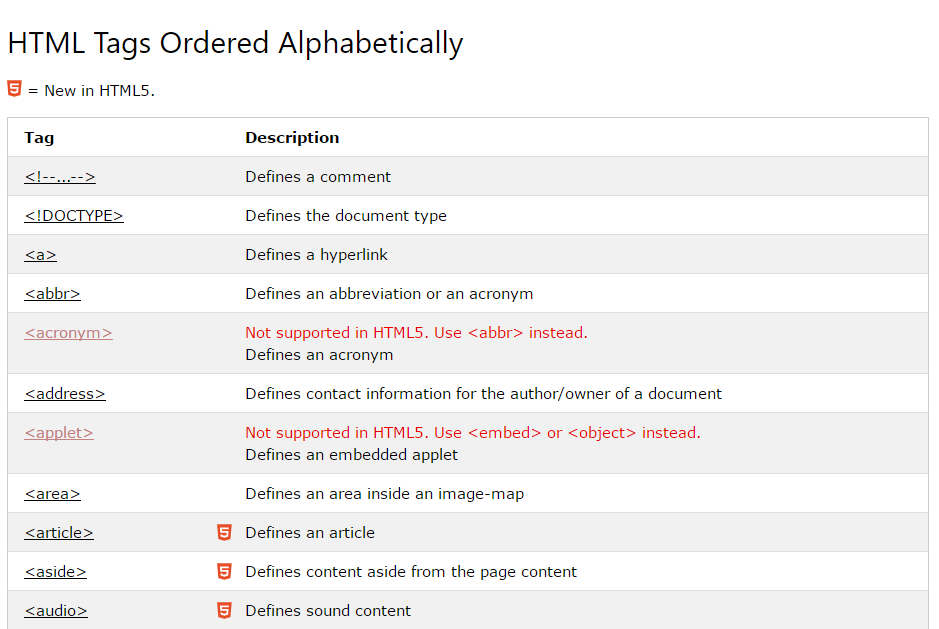 HTML Tags Ordered Alphabetically
5 = New in HTML5.
Tag Description
<!--...--> Defines a comment
<!DOCTYPE> Defines the document type
<a> Defines a hyperlink
<abbr> Defines an abbreviation or an acronym
<acronym> Not supported in HTML5. Use <abbr> instead.
Defines an acronym
<address> Defines contact information for the author/owner of a document
<applet> Not supported in HTML5. Use <embed> or <object> instead.
Defines an embedded applet
<area> Defines an area inside an image-map
<article> 5 Defines an article
<aside> 5 Defines content aside from the page content
<audio> 5 Defines sound content